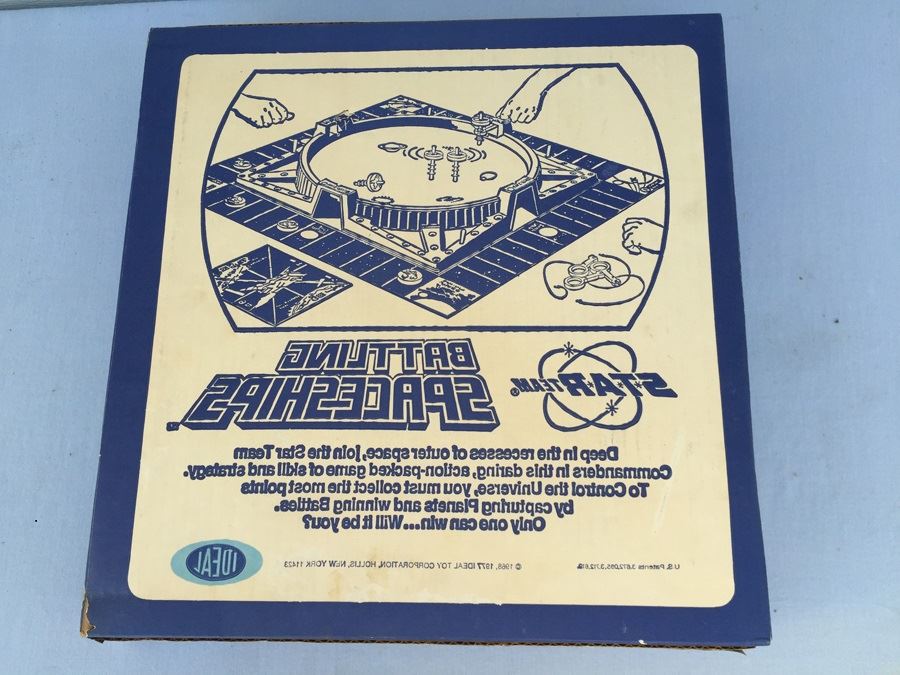 STAR TEAM®
BATTLING
SPACESHIPS™
Deep in the recesses of outer space, join the Star Team
Commanders in this daring, action-packed game of skill and strategy.
To Control the Universe, you must collect the most points
by capturing Planets and winning Battles.
Only one can win...Will it be you?
U.S. Patents
© 1968, 1977 IDEAL TOY CORPORATION, HOLLIS, NEW YORK 11423
IDEAL